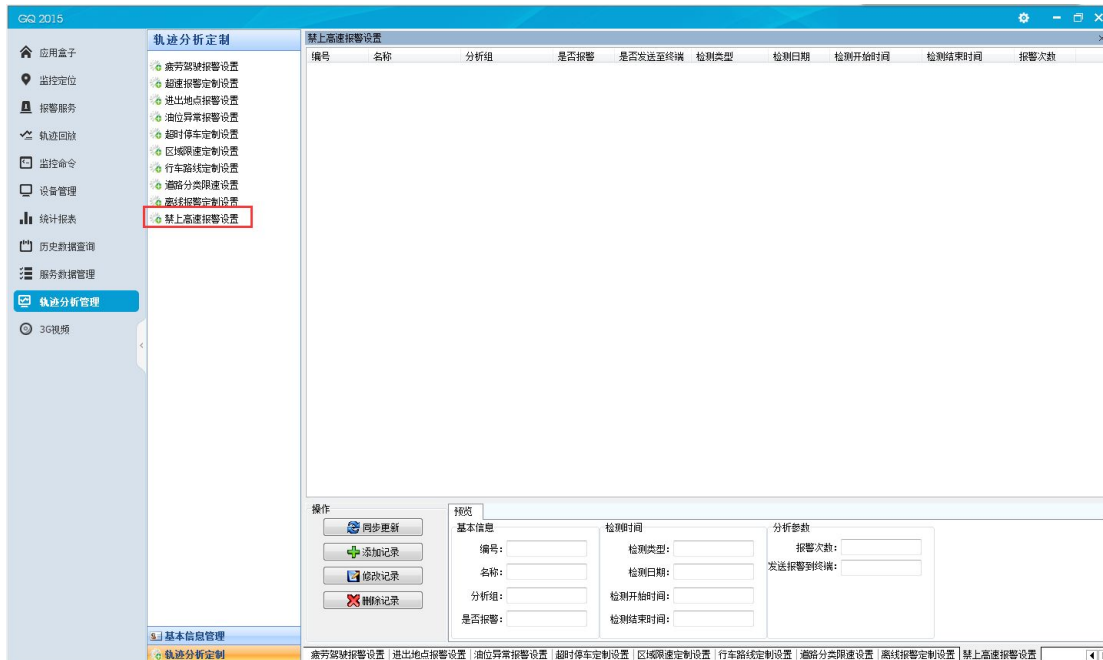 GQ 2015
应用盒子
监控定位
报警服务
轨迹回放
监控命令
设备管理
统计报表
历史数据查询
服务数据管理
轨迹分析管理
3G视频
轨迹分析定制
疲劳驾驶报警设置
超速报警定制设置
进出地点报警设置
油位异常报警设置
超时停车定制设置
区域限速定制设置
行车路线定制设置
道路分类限速设置
离线报警定制设置
禁上高速报警设置
基本信息管理
轨迹分析定制
禁上高速报警设置
编号 名称 分析组 是否报警 是否发送至终端 检测类型 检测日期 检测开始时间 检测结束时间 报警次数
操作
同步更新
添加记录
修改记录
删除记录
预览
基本信息
编号:
名称:
分析组:
是否报警:
检测时间
检测类型:
检测日期:
检测开始时间:
检测结束时间:
分析参数
报警次数:
发送报警到终端:
疲劳驾驶报警设置 进出地点报警设置 油位异常报警设置 超时停车定制设置 区域限速定制设置 行车路线定制设置 道路分类限速设置 离线报警定制设置 禁上高速报警设置